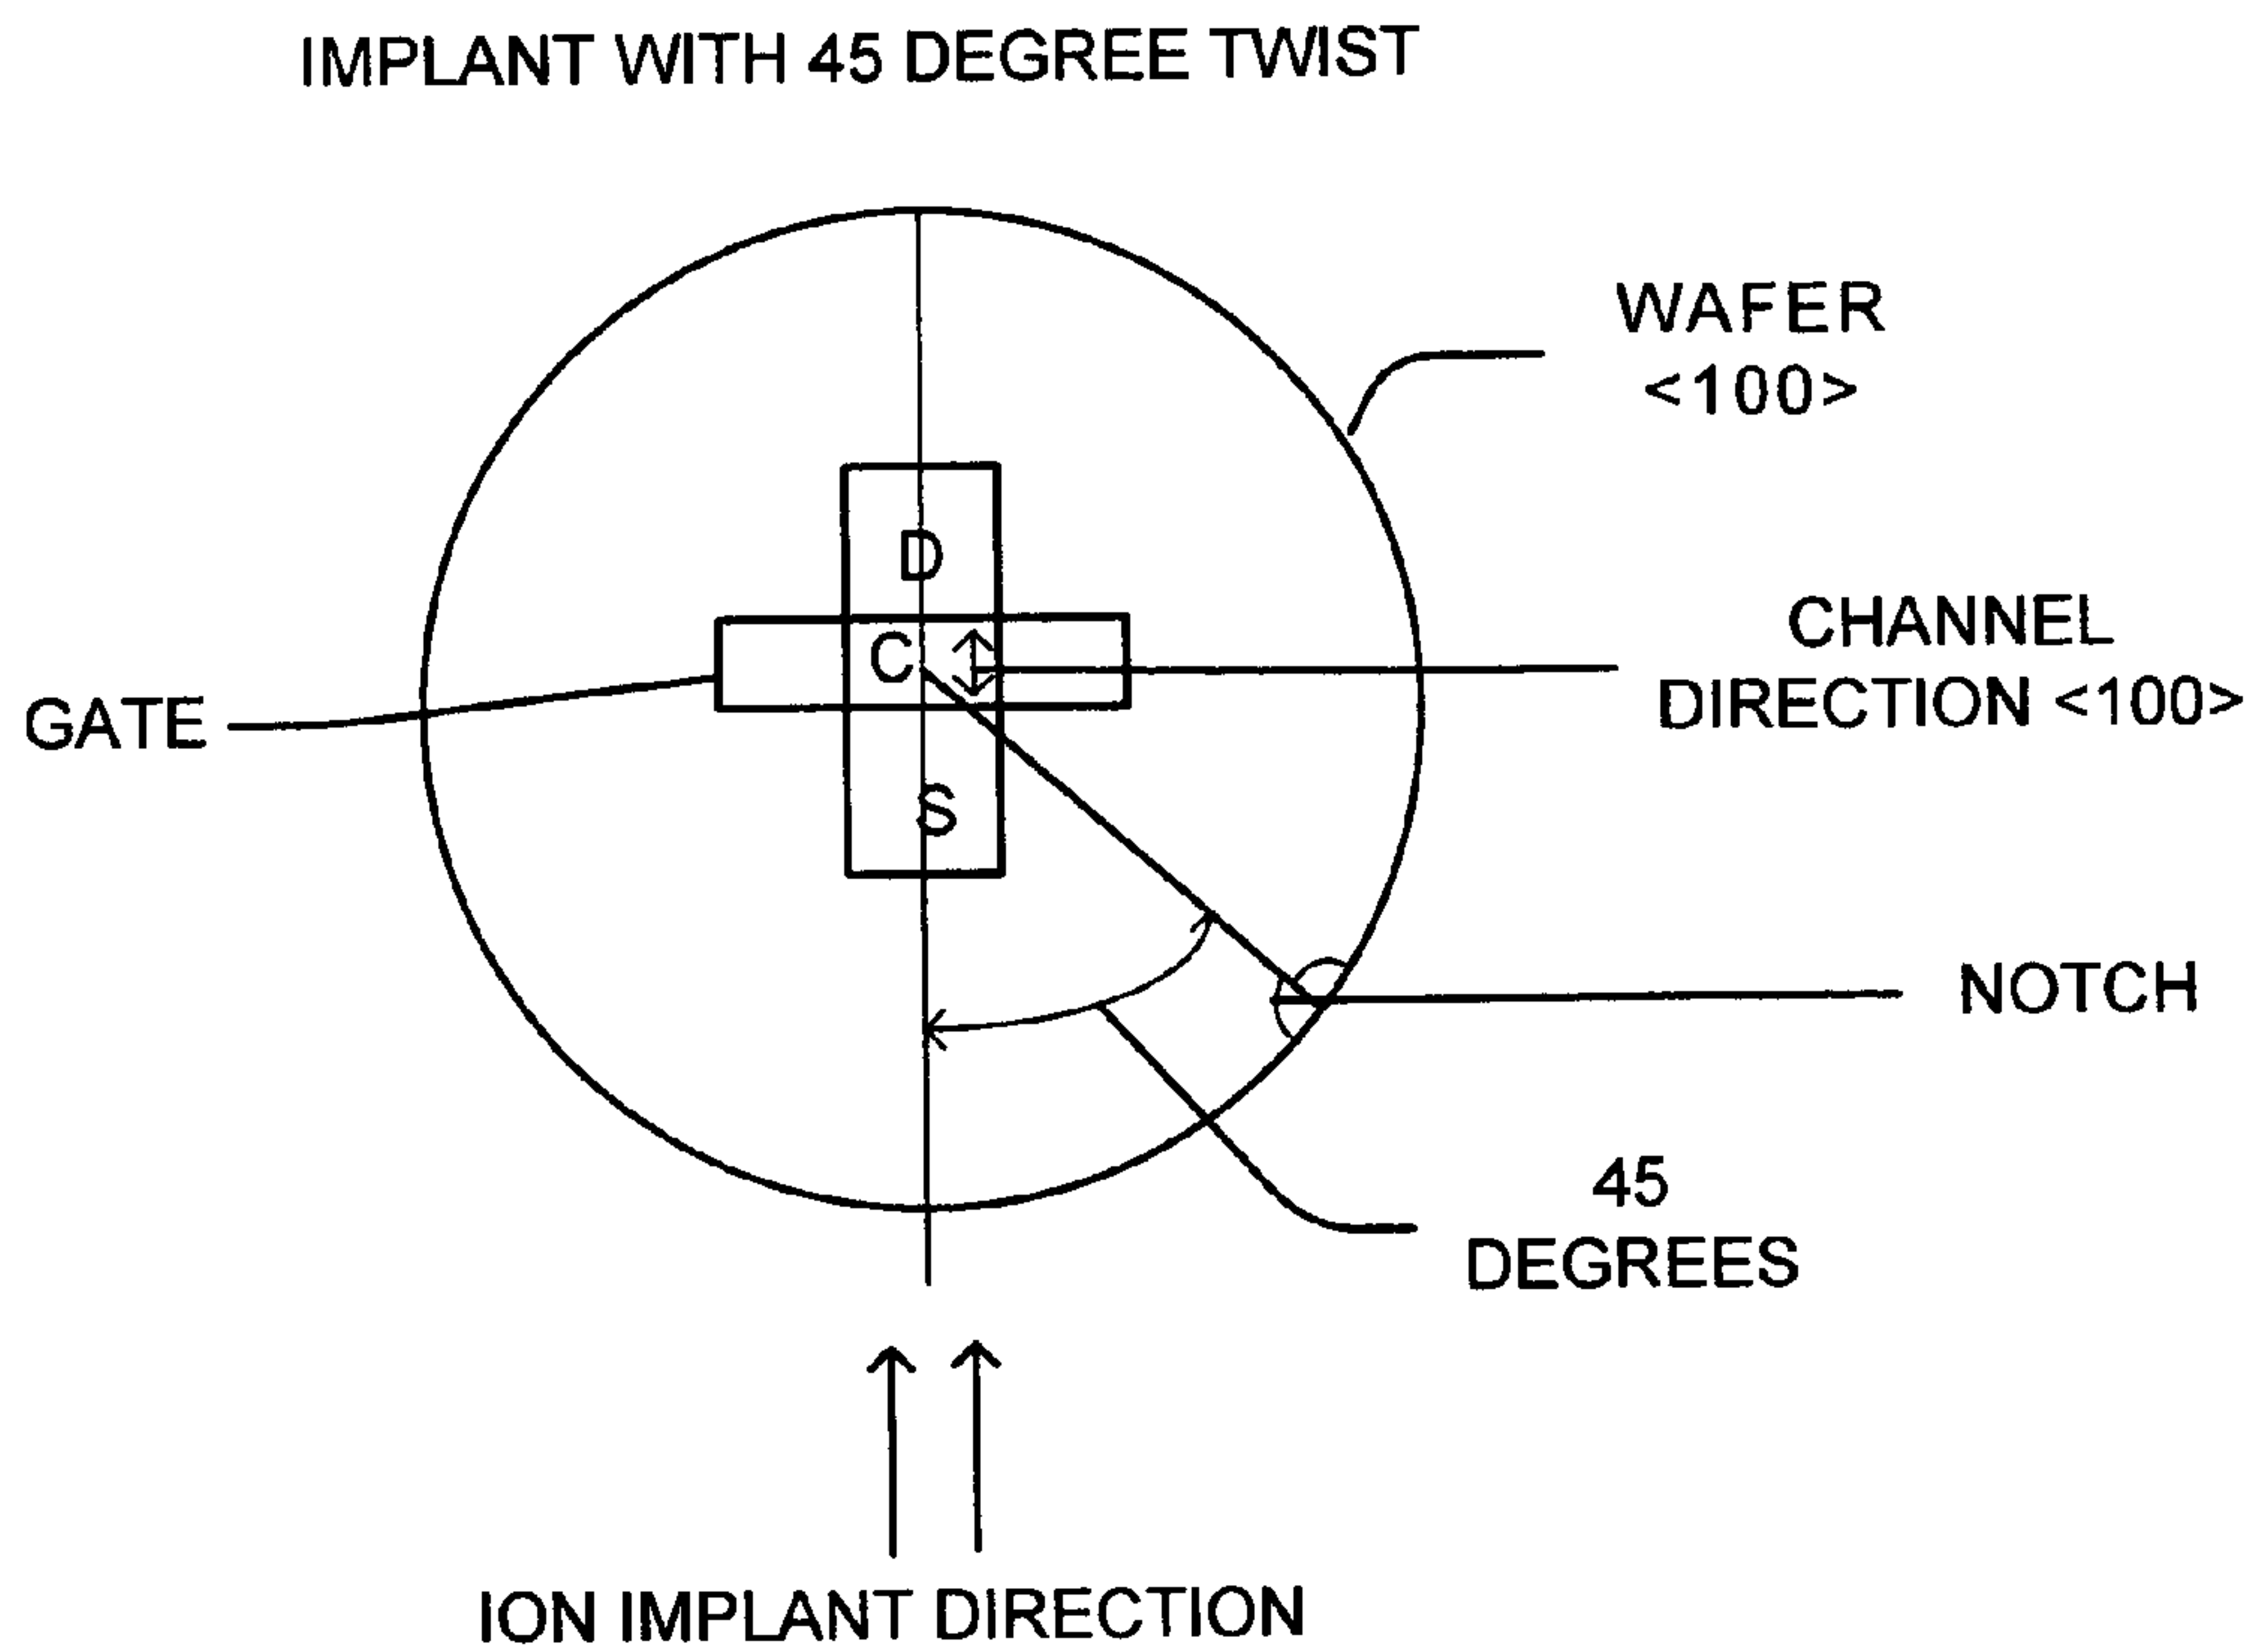 IMPLANT WITH 45 DEGREE TWIST
WAFER
<100>
D
CHANNEL
DIRECTION <100>
C
GATE
S
NOTCH
45
DEGREES
ION IMPLANT DIRECTION